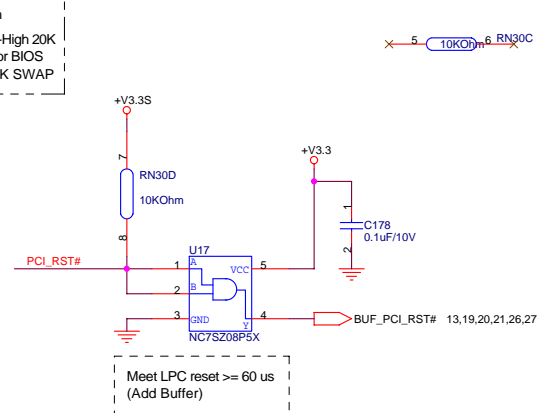 -High 20K
or BIOS
K SWAP
5
10KOhm
6
RN30C
+V3.3S
7
RN30D
10KOhm
8
+V3.3
1
C178
0.1uF/10V
2
PCI_RST#
U17
1
A
VCC
5
2
B
3
GND
Y
4
NC7SZ08P5X
BUF_PCI_RST# 13,19,20,21,26,27
Meet LPC reset >= 60 us
(Add Buffer)